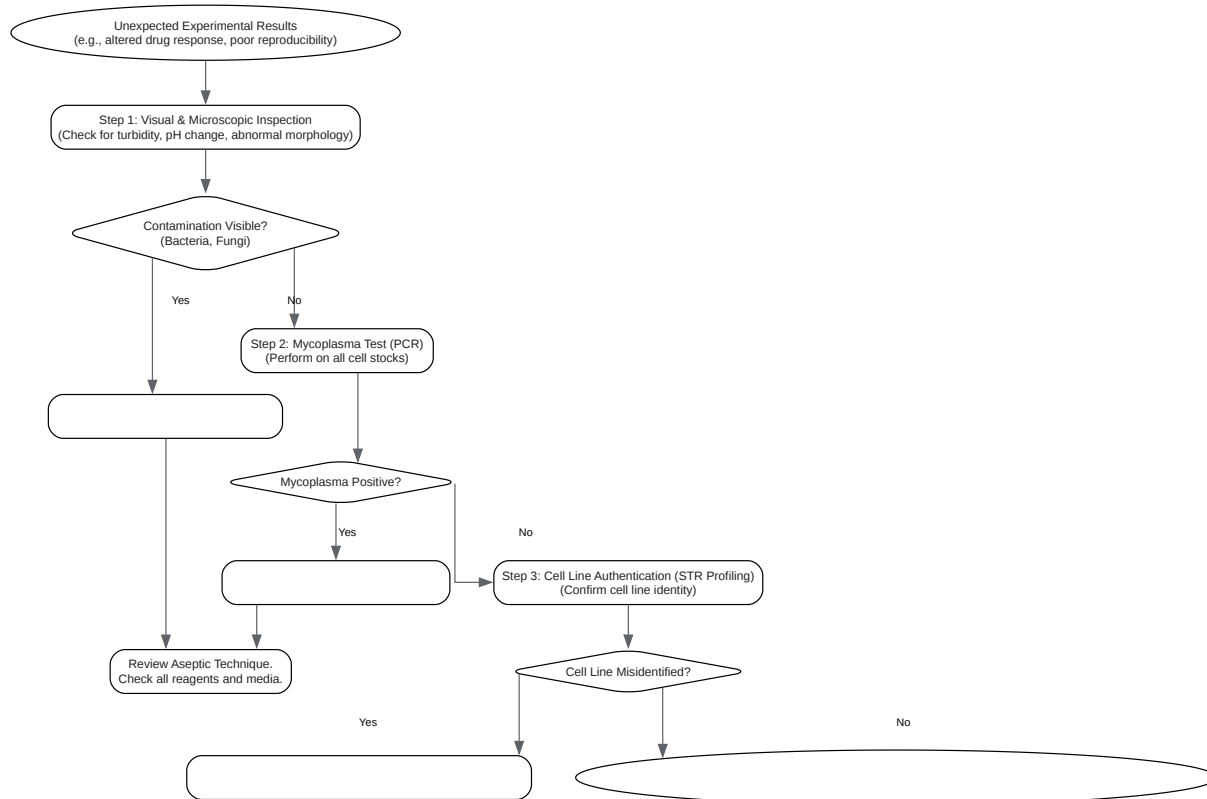 Unexpected Experimental Results
(e.g., altered drug response, poor reproducibility)
Step 1: Visual & Microscopic Inspection
(Check for turbidity, pH change, abnormal morphology)
Contamination Visible?
(Bacteria, Fungi)
Yes
No
Step 2: Mycoplasma Test (PCR)
(Perform on all cell stocks)
Mycoplasma Positive?
Yes
No
Step 3: Cell Line Authentication (STR Profiling)
(Confirm cell line identity)
Review Aseptic Technique.
Check all reagents and media.
Cell Line Misidentified?
Yes
No